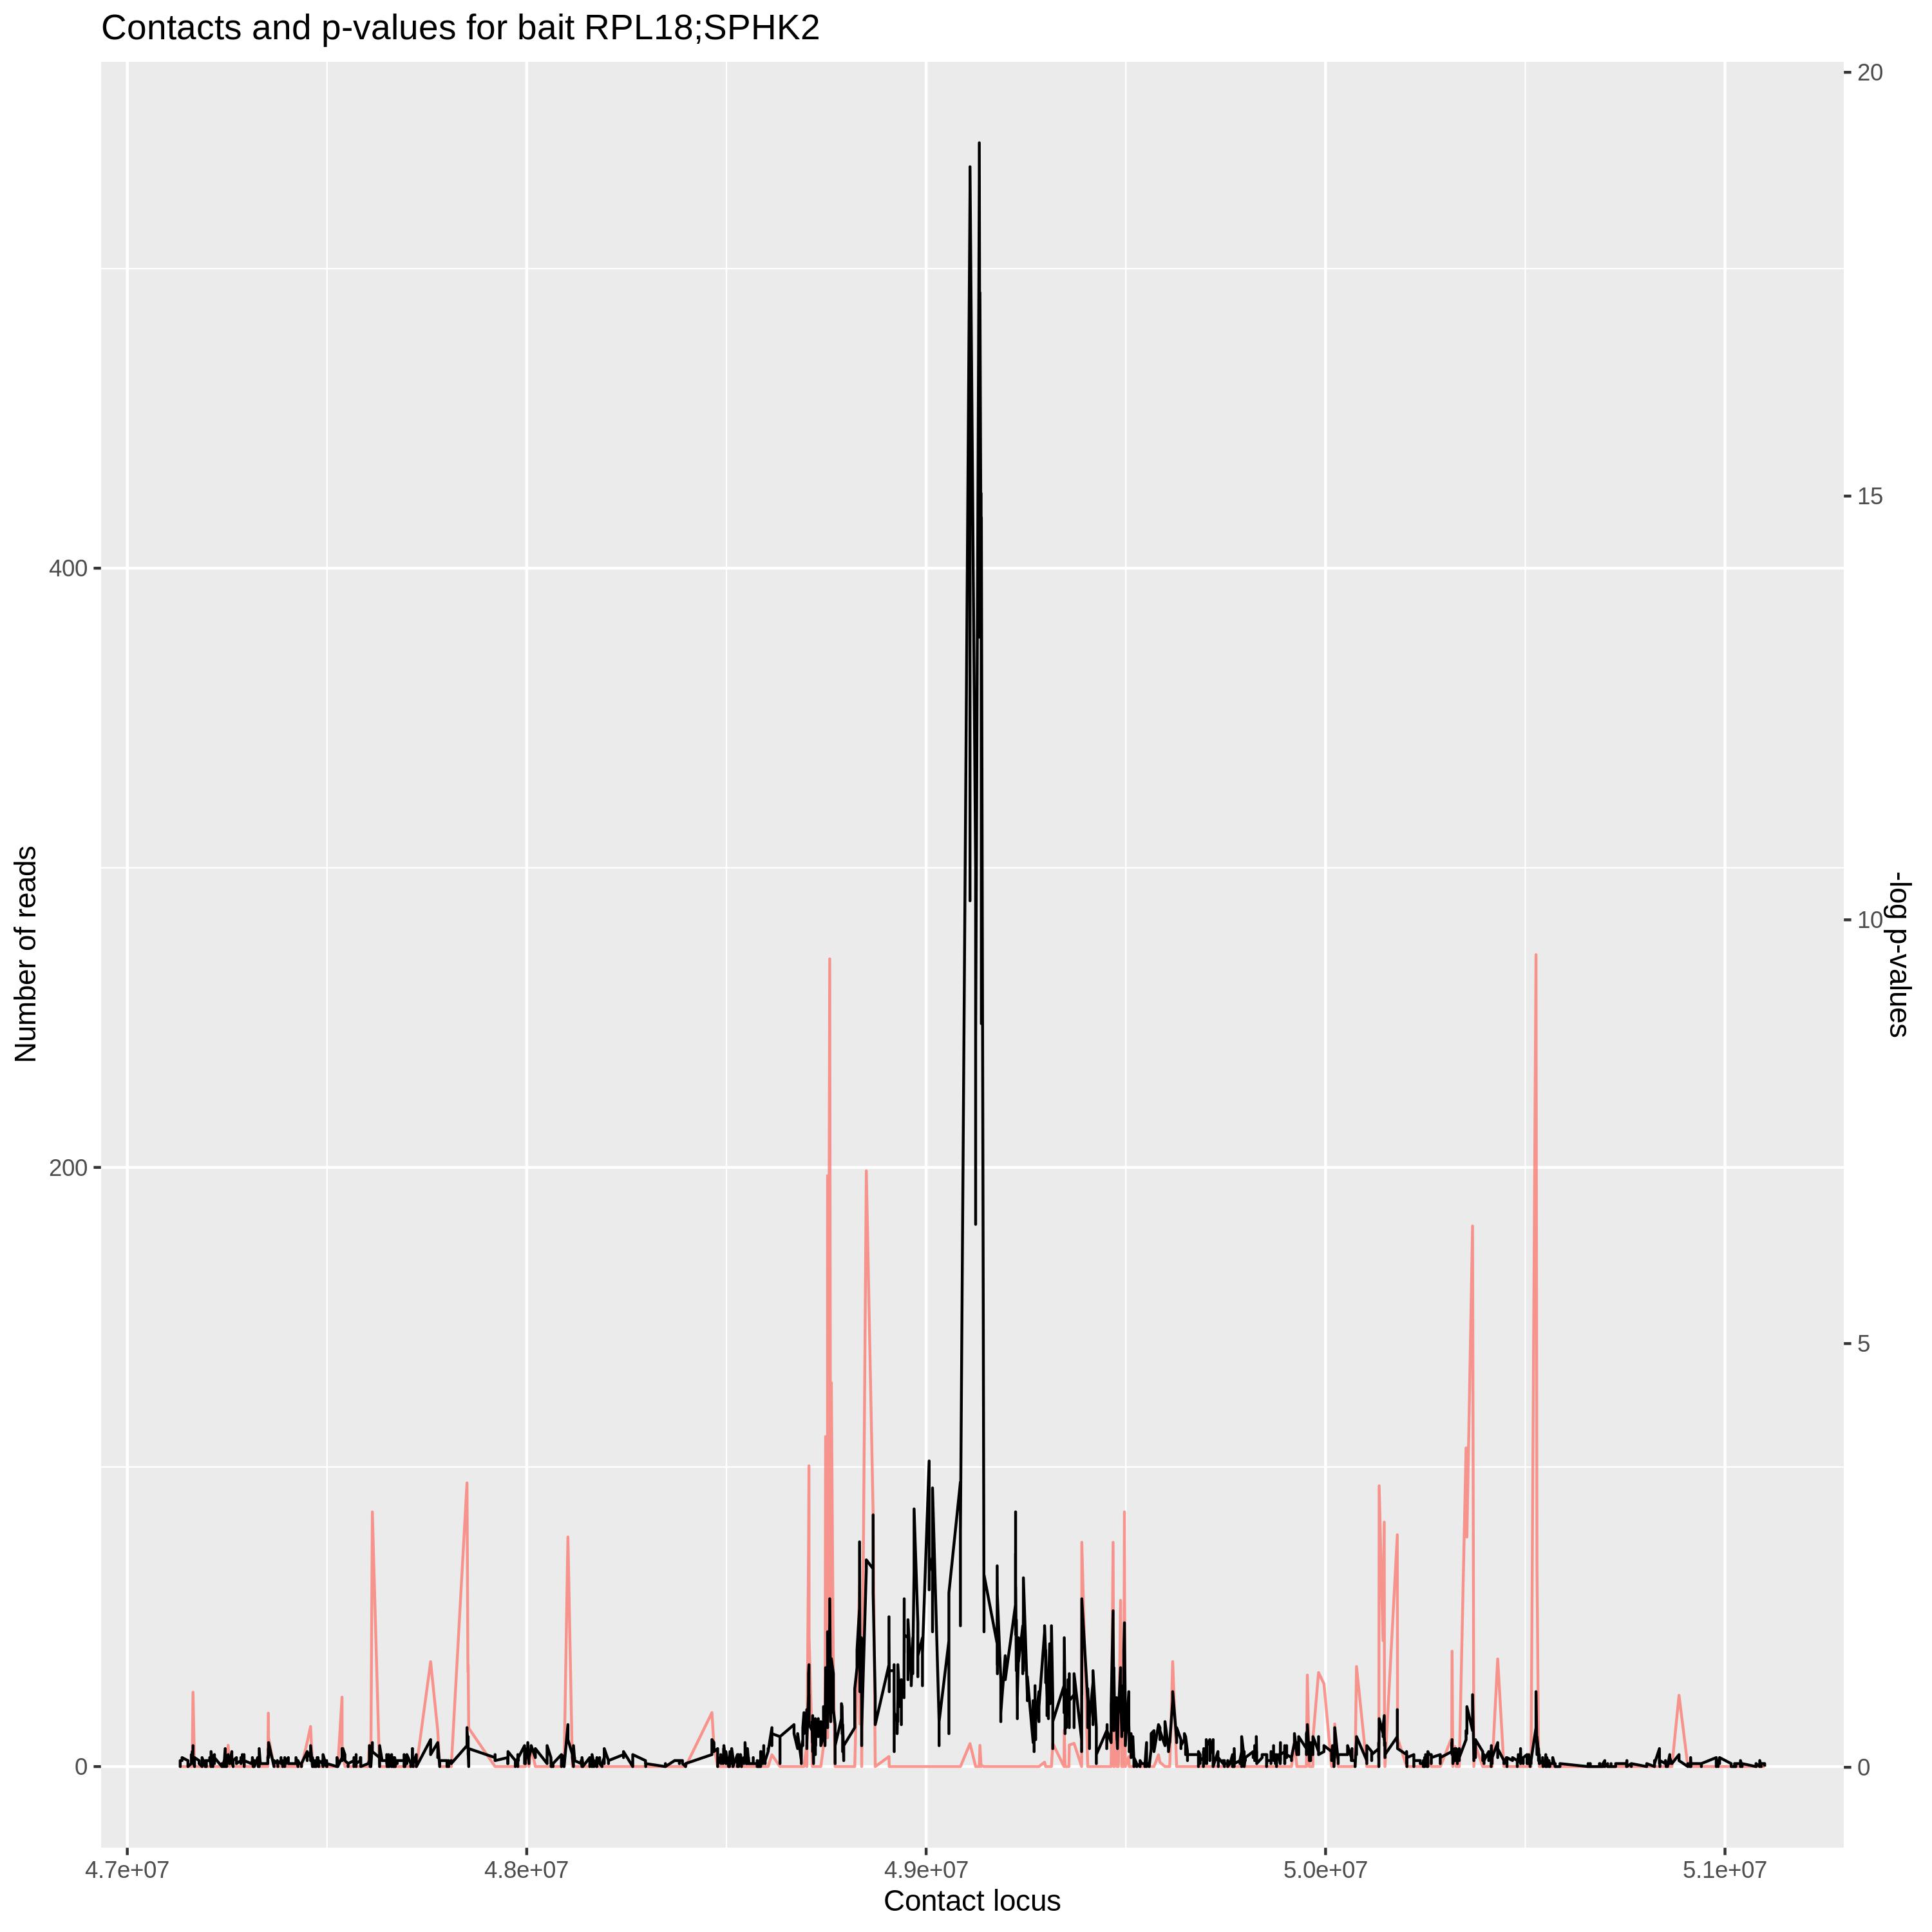 Contacts and p-values for bait RPL18;SPHK2
Number of reads
400
200
0
20
15
10
5
0
-log p-values
4.7e+07 4.8e+07 4.9e+07 5.0e+07 5.1e+07
Contact locus